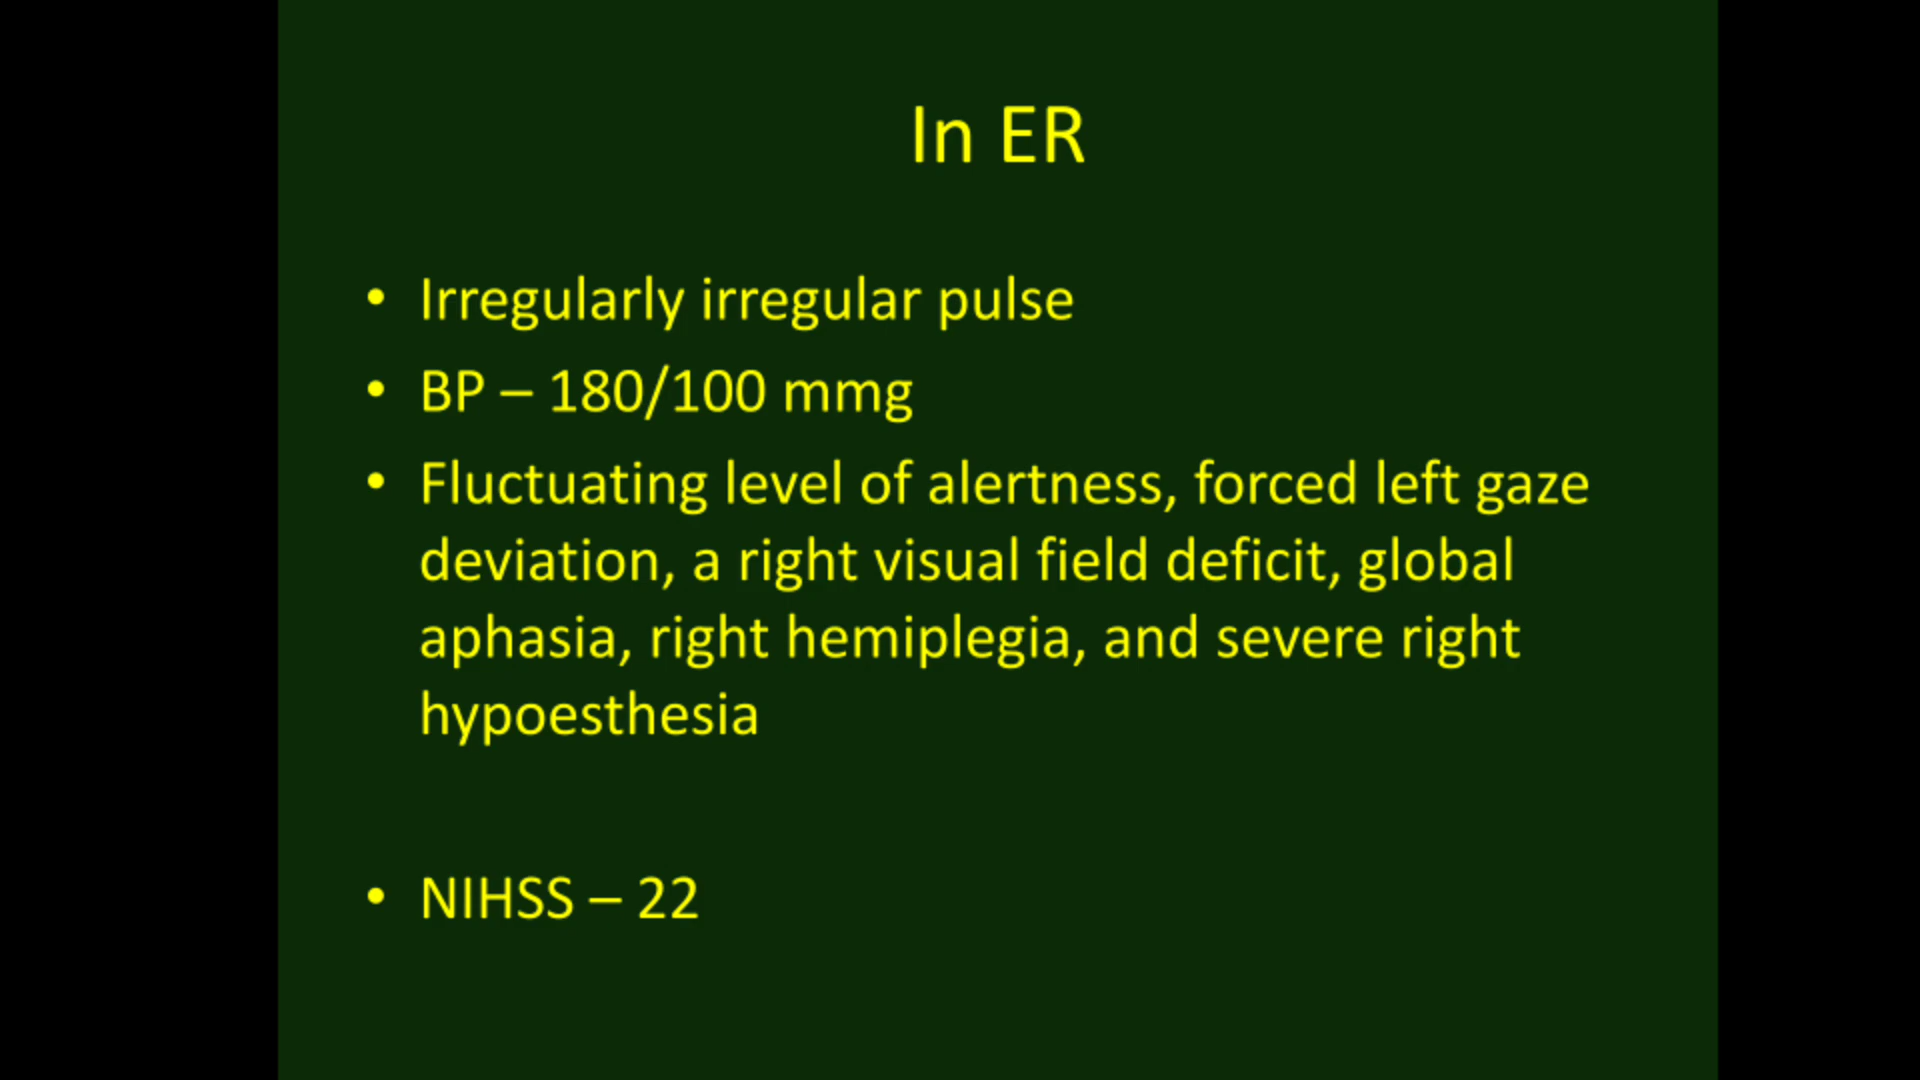 In ER
• Irregularly irregular pulse
• BP – 180/100 mmg
• Fluctuating level of alertness, forced left gaze
deviation, a right visual field deficit, global
aphasia, right hemiplegia, and severe right
hypoesthesia
• NIHSS – 22